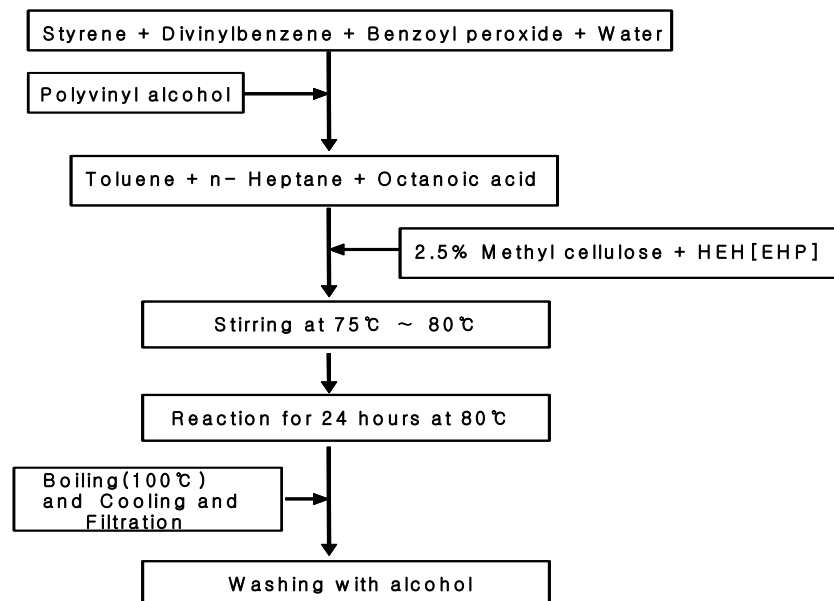 Styrene + Divinylbenzene + Benzoyl peroxide + Water
Polyvinyl alcohol
Toluene + n- Heptane + Octanoic acid
2.5% Methyl cellulose + HEH[EHP]
Stirring at 75℃ ~ 80℃
Reaction for 24 hours at 80℃
Boiling(100℃)
and Cooling and
Filtration
Washing with alcohol